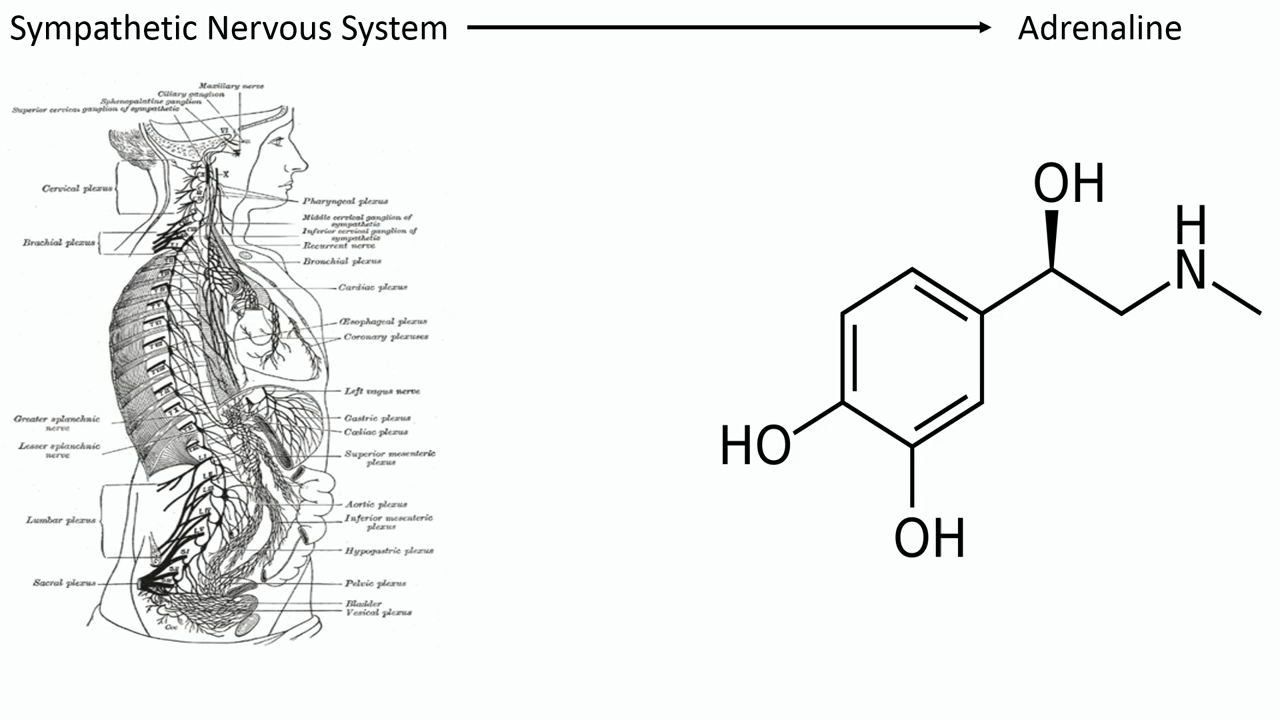 Sympathetic Nervous System
Adrenaline
Maxillary nerve
Ciliary ganglion
Sphenopalatine ganglion
Superior cervical ganglion of sympathetic
Cervical plexus
Pharyngeal plexus
Middle cervical ganglion of
sympathetic
Inferior cervical ganglion of
sympathetic
Brachial plexus
Recurrent nerve
Bronchial plexus
Cardiac plexus
Œsophageal plexus
Coronary plexuses
Left vagus nerve
Greater splanchnic
nerve
Gastric plexus
Cœliac plexus
Lesser splanchnic
nerve
Superior mesenteric
plexus
Aortic plexus
Lumbar plexus
Inferior mesenteric
plexus
Hypogastric plexus
Sacral plexus
Pelvic plexus
Bladder
Vesical plexus
OH
H
N
HO
OH